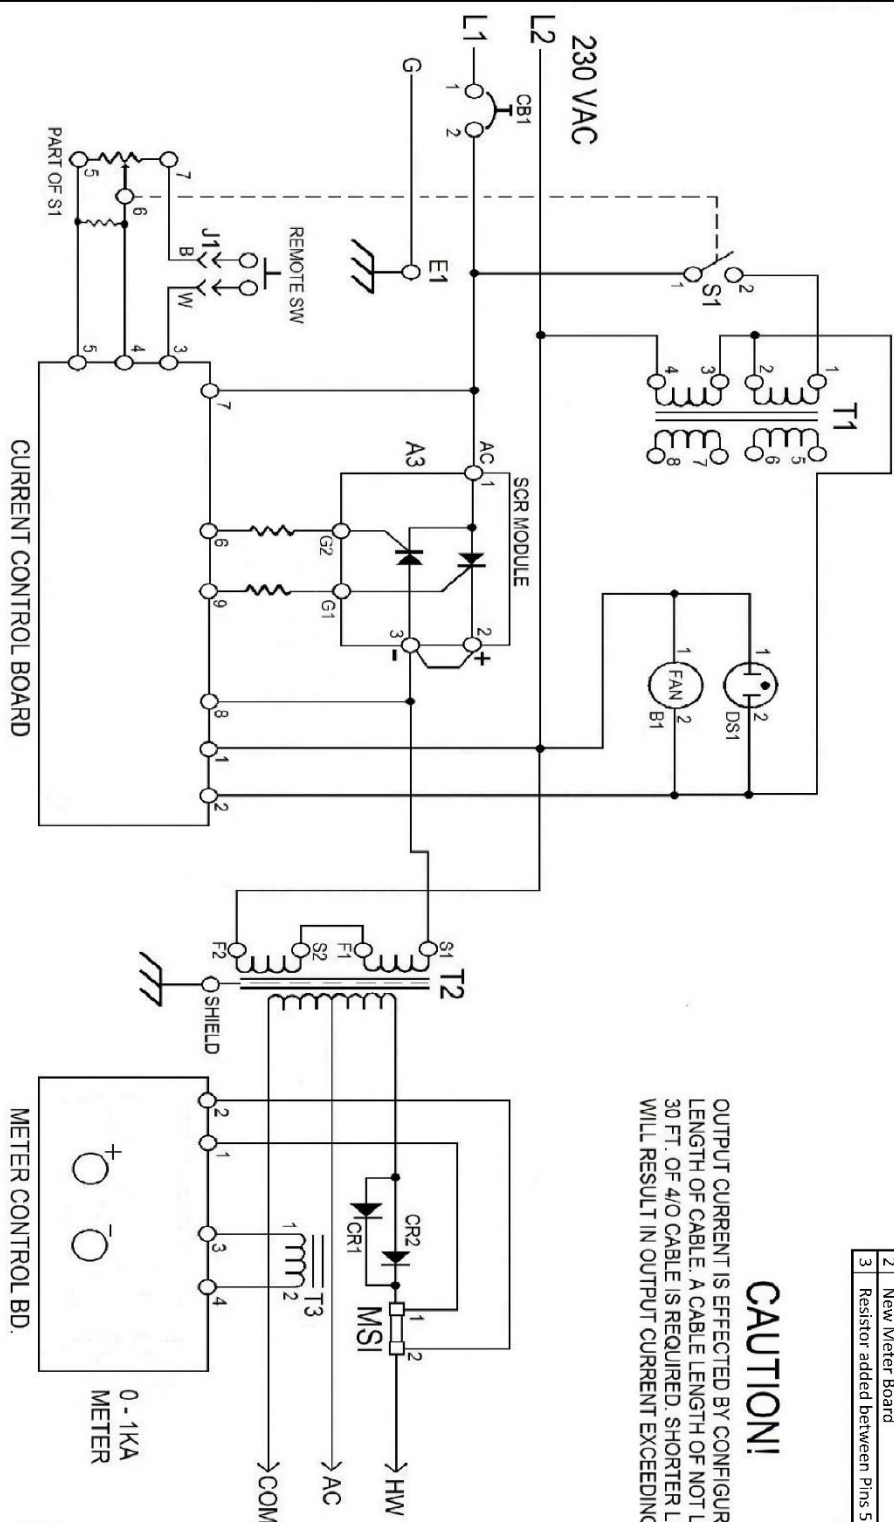 2 New Meter Board
3 Resistor added between Pins 5
CAUTION!
OUTPUT CURRENT IS EFFECTED BY CONFIGUR
LENGTH OF CABLE. A CABLE LENGTH OF NOT L
30 FT. OF 4/0 CABLE IS REQUIRED. SHORTER L
WILL RESULT IN OUTPUT CURRENT EXCEEDING
230 VAC
L2
L1
1
CB1
2
G
E1
S1
1
2
T1
1
2
3
4
5
6
7
8
PART OF S1
5
6
7
J1
B
W
REMOTE SW
5
4
3
7
6
9
8
1
2
CURRENT CONTROL BOARD
A3
AC
1
SCR MODULE
G2
G1
3
-
2
+
1
FAN
2
B1
1
DS1
2
T2
S1
F1
S2
F2
SHIELD
CR1
CR2
MSI
1
2
T3
1
2
2
1
3
4
+
-
METER CONTROL BD.
0 - 1KA
METER
HW
AC
COM